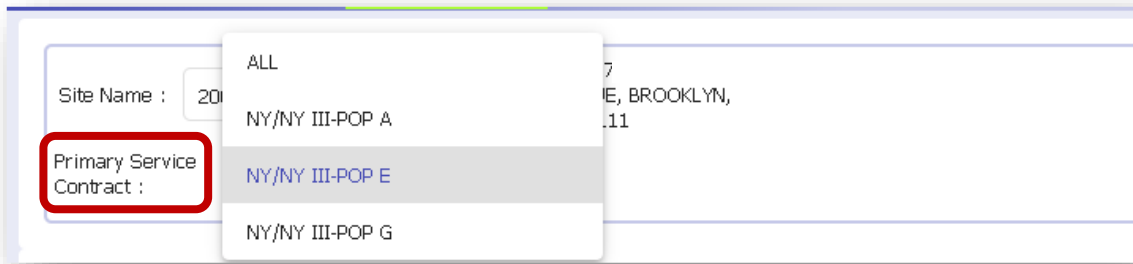 ALL
Site Name :
NY/NY III-POP A
E, BROOKLYN,
Primary Service
Contract :
NY/NY III-POP E
NY/NY III-POP G